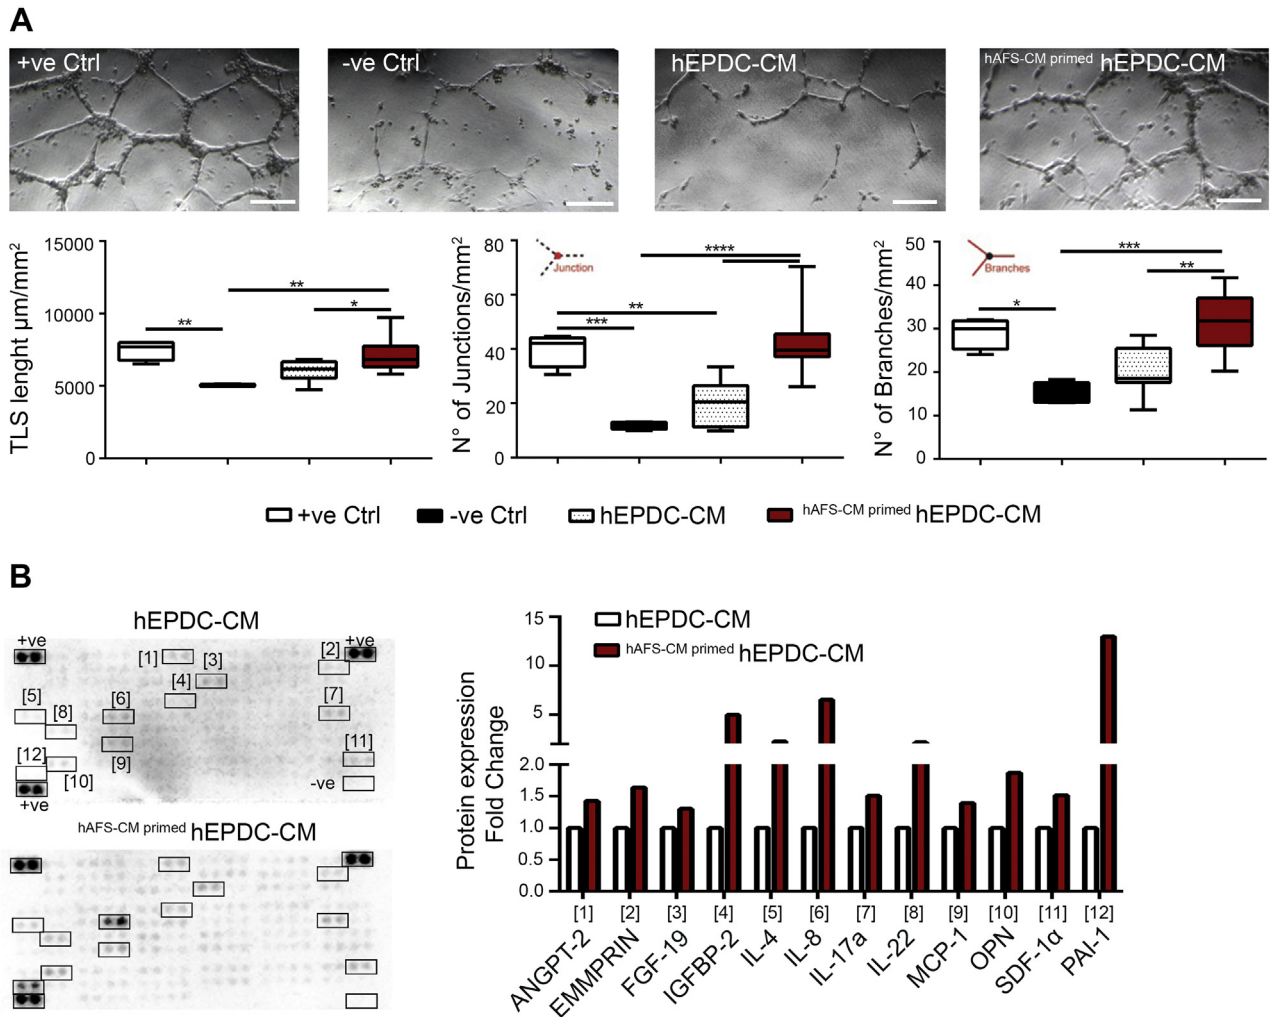 A
+ve Ctrl
-ve Ctrl
hEPDC-CM
hAFS-CM primed hEPDC-CM
TLS lenght µm/mm2
15000
10000
5000
0
**
**
*
N° of Junctions/mm2
80
60
40
20
0
Junction
****
**
***
N° of Branches/mm2
50
40
30
20
10
0
Branches
***
**
*
+ve Ctrl
-ve Ctrl
hEPDC-CM
hAFS-CM primed hEPDC-CM
B
hEPDC-CM
+ve
[1]
[3]
[2]
+ve
[4]
[5]
[8]
[6]
[7]
[12]
[9]
[10]
[11]
-ve
+ve
hAFS-CM primed hEPDC-CM
Protein expression
Fold Change
15
10
5
2.0
1.5
1.0
0.5
0.0
hEPDC-CM
hAFS-CM primed hEPDC-CM
[1] [2] [3] [4] [5] [6] [7] [8] [9] [10] [11] [12]
ANGPT-2
EMMPRIN
FGF-19
IGFBP-2
IL-4
IL-8
IL-17a
IL-22
MCP-1
OPN
SDF-1α
PAI-1